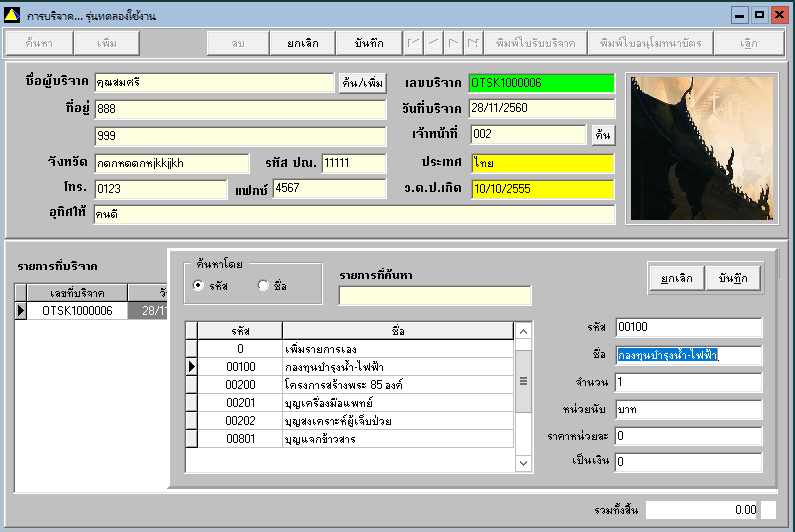 การบริจาค... รุ่นทดลองใช้งาน
ค้นหา เพิ่ม ลบ ยกเลิก บันทึก พิมพ์ใบรับบริจาค พิมพ์ใบอนุโมทนาบัตร เลิก
ชื่อผู้บริจาค คุณสมศรี ค้น/เพิ่ม เลขบริจาค OTSK1000006
ที่อยู่ 888 วันที่บริจาค 28/11/2560
999 เจ้าหน้าที่ 002 ค้น
จังหวัด กดกหดดกหjkkjjkh รหัส ปณ. 11111 ประเทศ ไทย
โทร. 0123 แฟกซ์ 4567 ว.ด.ป.เกิด 10/10/2555
อุทิศให้ คนดี
รายการที่บริจาค
เลขที่บริจาค วั
OTSK1000006 28/11
ค้นหาโดย
รหัส ชื่อ
รายการที่ค้นหา
ยกเลิก บันทึก
รหัส ชื่อ
0 เพิ่มรายการเอง
00100 กองทุนบำรุงน้ำ-ไฟฟ้า
00200 โครงการสร้างพระ 85 องค์
00201 บุญเครื่องมือแพทย์
00202 บุญสงเคราะห์ผู้เจ็บป่วย
00801 บุญแจกข้าวสาร
รหัส 00100
ชื่อ กองทุนบำรุงน้ำ-ไฟฟ้า
จำนวน 1
หน่วยนับ บาท
ราคาหน่วยละ 0
เป็นเงิน 0
รวมทั้งสิ้น 0.00